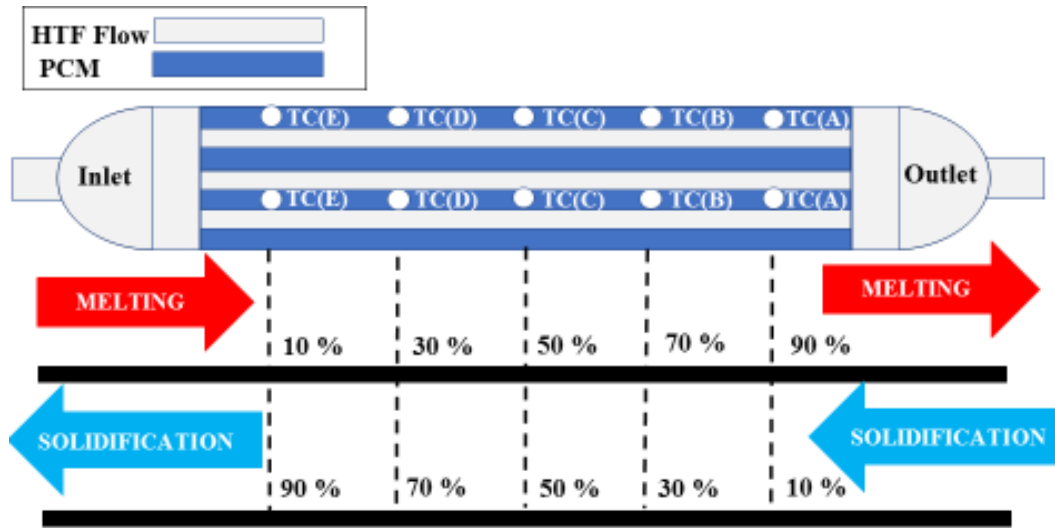 HTF Flow
PCM
TC(E) TC(D) TC(C) TC(B) TC(A)
Inlet
Outlet
TC(E) TC(D) TC(C) TC(B) TC(A)
MELTING
MELTING
10 % 30 % 50 % 70 % 90 %
SOLIDIFICATION
SOLIDIFICATION
90 % 70 % 50 % 30 % 10 %